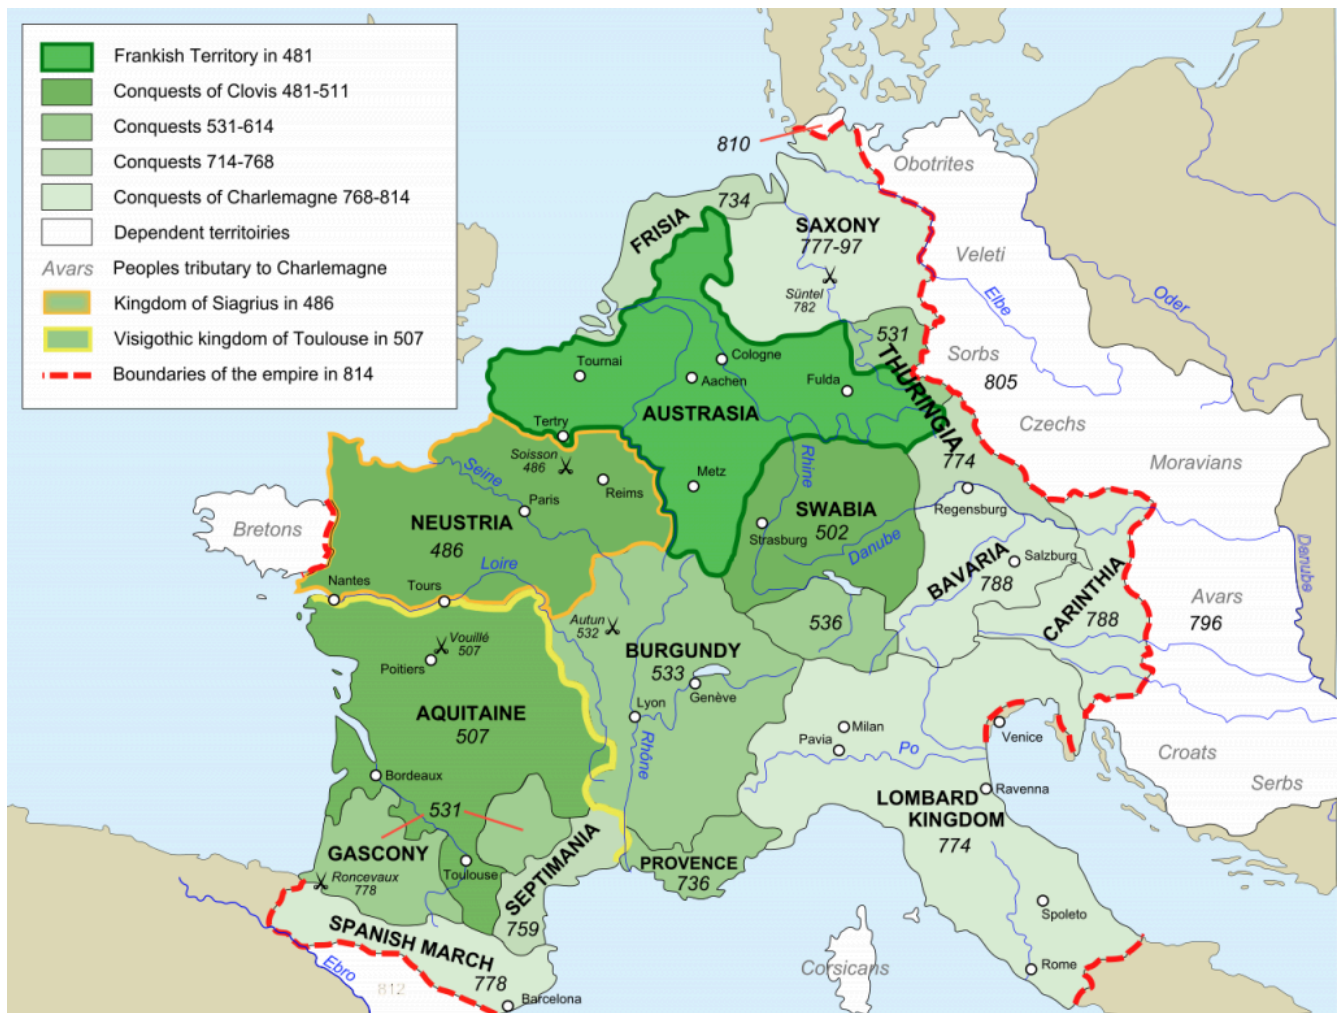 Frankish Territory in 481
Conquests of Clovis 481-511
Conquests 531-614
Conquests 714-768
Conquests of Charlemagne 768-814
Dependent territoiries
Avars Peoples tributary to Charlemagne
Kingdom of Siagrius in 486
Visigothic kingdom of Toulouse in 507
Boundaries of the empire in 814
810
Obotrites
734
FRISIA
SAXONY
777-97
Veleti
Süntel
782
Elbe
Oder
531
THURINGIA
Sorbs
805
Tournai
Cologne
Aachen
Fulda
AUSTRASIA
Tertry
Czechs
Soisson
486
Seine
Reims
Metz
Rhine
774
Moravians
Paris
Regensburg
Bretons
NEUSTRIA
486
SWABIA
502
Strasburg
Danube
Danube
Loire
Salzburg
BAVARIA
788
CARINTHIA
788
Nantes
Tours
Avars
796
Autun
532
536
Vouillé
507
Poitiers
BURGUNDY
533
Genève
Lyon
AQUITAINE
507
Rhône
Milan
Pavia
Po
Venice
Croats
Serbs
Bordeaux
Ravenna
LOMBARD
KINGDOM
774
531
GASCONY
Toulouse
SEPTIMANIA
759
PROVENCE
736
Roncevaux
778
Spoleto
SPANISH MARCH
778
Ebro
812
Barcelona
Corsicans
Rome